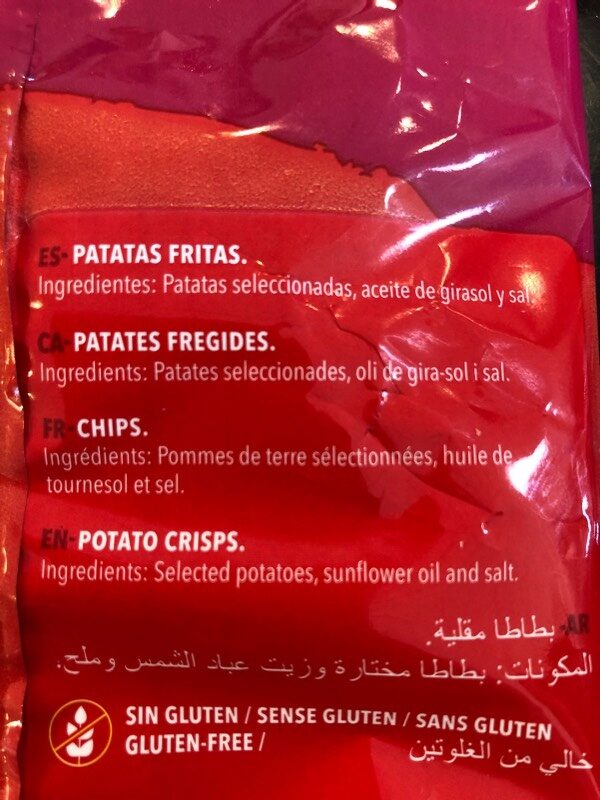 ES- PATATAS FRITAS.
Ingredientes: Patatas seleccionadas, aceite de girasol y sal.
CA- PATATES FREGIDES.
Ingredients: Patates seleccionades, oli de gira-sol i sal.
FR- CHIPS.
Ingrédients: Pommes de terre sélectionnées, huile de
tournesol et sel.
EN- POTATO CRISPS.
Ingredients: Selected potatoes, sunflower oil and salt.
AR- بطاطا مقلية.
المكونات: بطاطا مختارة وزيت عباد الشمس وملح.
SIN GLUTEN / SENSE GLUTEN / SANS GLUTEN
GLUTEN-FREE / خالي من الغلوتين